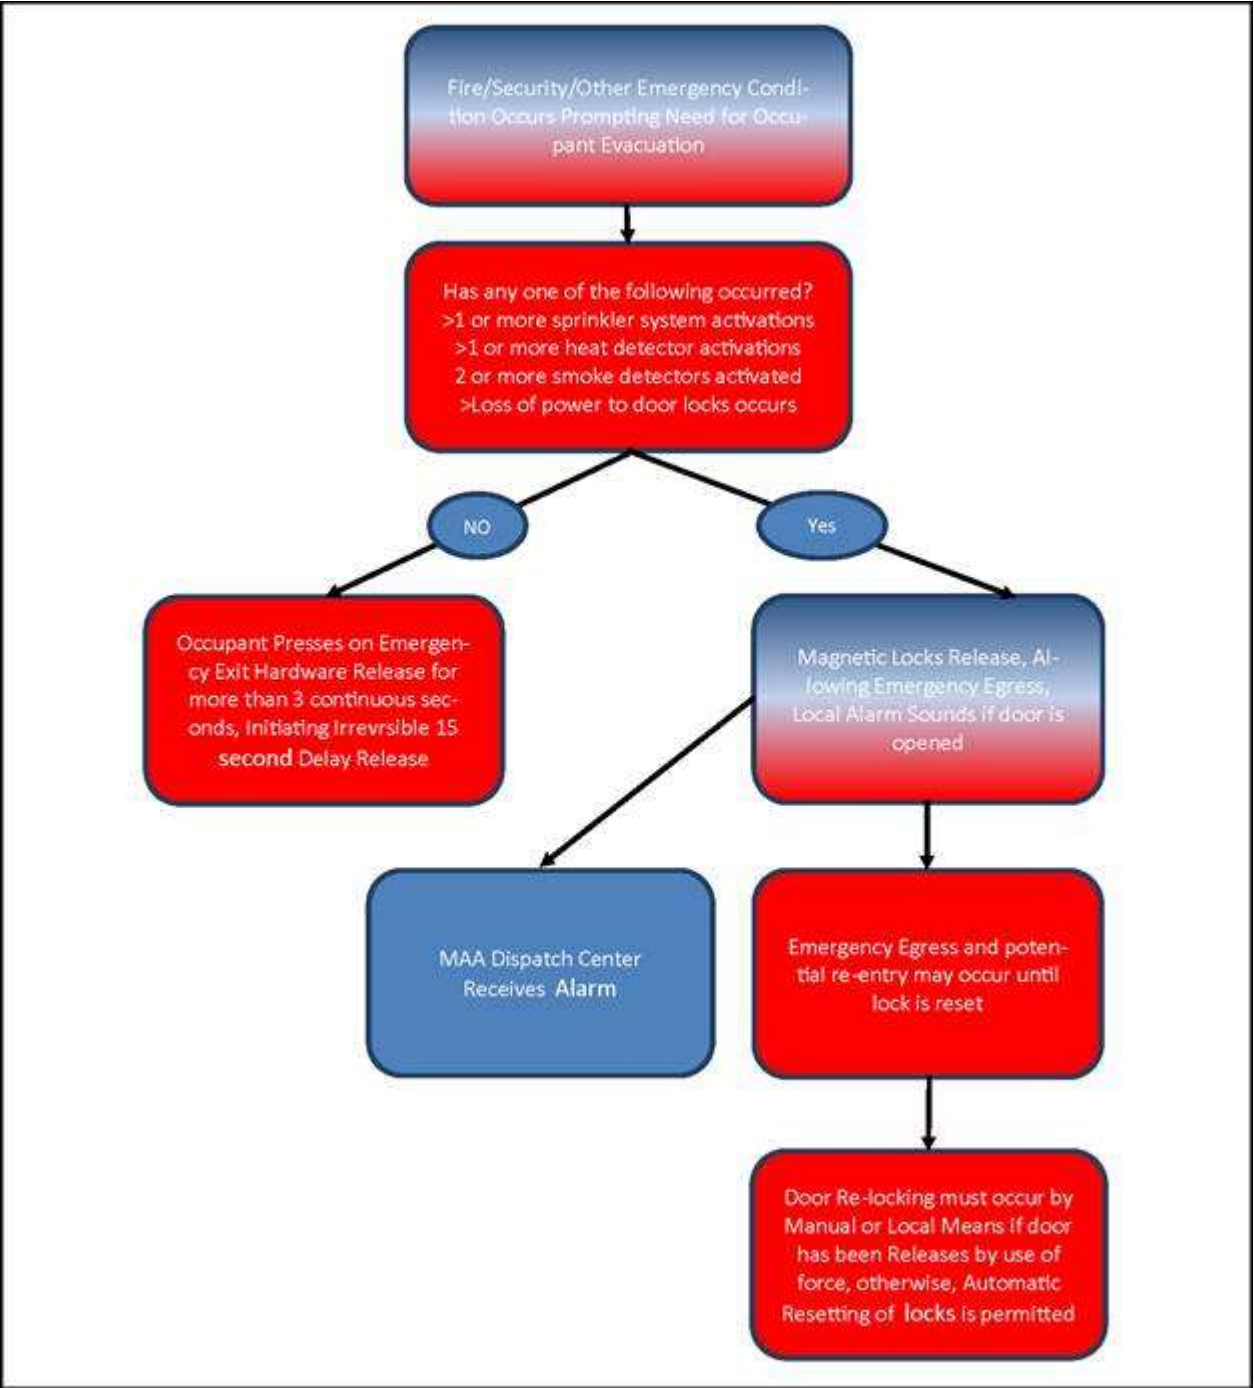 Fire/Security/Other Emergency Condi-
tion Occurs Prompting Need for Occu-
pant Evacuation
Has any one of the following occurred?
>1 or more sprinkler system activations
>1 or more heat detector activations
2 or more smoke detectors activated
>Loss of power to door locks occurs
NO
Yes
Occupant Presses on Emergen-
cy Exit Hardware Release for
more than 3 continuous sec-
onds, Initiating Irrevrsible 15
second Delay Release
Magnetic Locks Release, Al-
lowing Emergency Egress,
Local Alarm Sounds if door is
opened
MAA Dispatch Center
Receives Alarm
Emergency Egress and poten-
tial re-entry may occur until
lock is reset
Door Re-locking must occur by
Manual or Local Means if door
has been Releases by use of
force, otherwise, Automatic
Resetting of locks is permitted